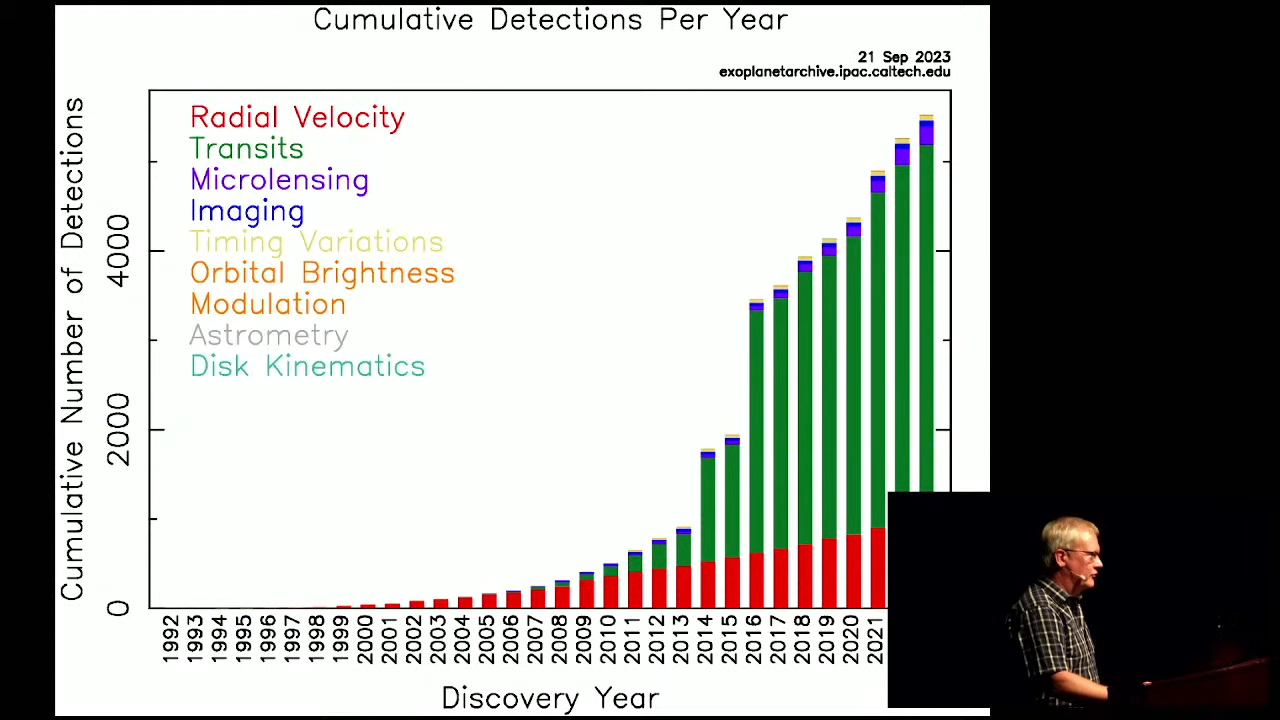 Cumulative Detections Per Year
21 Sep 2023
exoplanetarchive.ipac.caltech.edu
Radial Velocity
Transits
Microlensing
Imaging
Timing Variations
Orbital Brightness
Modulation
Astrometry
Disk Kinematics
Cumulative Number of Detections
4000
2000
0
1992 1993 1994 1995 1996 1997 1998 1999 2000 2001 2002 2003 2004 2005 2006 2007 2008 2009 2010 2011 2012 2013 2014 2015 2016 2017 2018 2019 2020 2021
Discovery Year